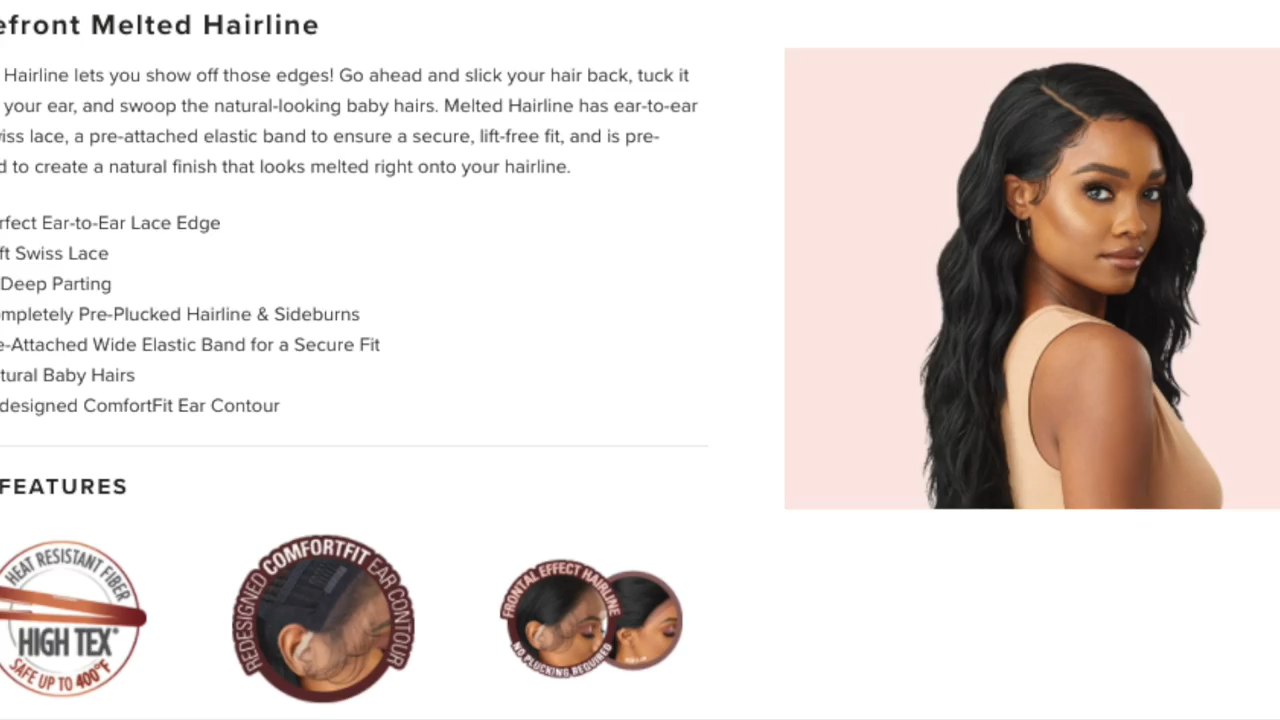 efront Melted Hairline
Hairline lets you show off those edges! Go ahead and slick your hair back, tuck it
your ear, and swoop the natural-looking baby hairs. Melted Hairline has ear-to-ear
iss lace, a pre-attached elastic band to ensure a secure, lift-free fit, and is pre-
d to create a natural finish that looks melted right onto your hairline.
rfect Ear-to-Ear Lace Edge
ft Swiss Lace
Deep Parting
mpletely Pre-Plucked Hairline & Sideburns
e-Attached Wide Elastic Band for a Secure Fit
tural Baby Hairs
designed ComfortFit Ear Contour
FEATURES
HEAT RESISTANT FIBER
HIGH TEX®
SAFE UP TO 400°F
REDESIGNED COMFORTFIT EAR CONTOUR
FRONTAL EFFECT HAIRLINE
NO PLUCKING REQUIRED